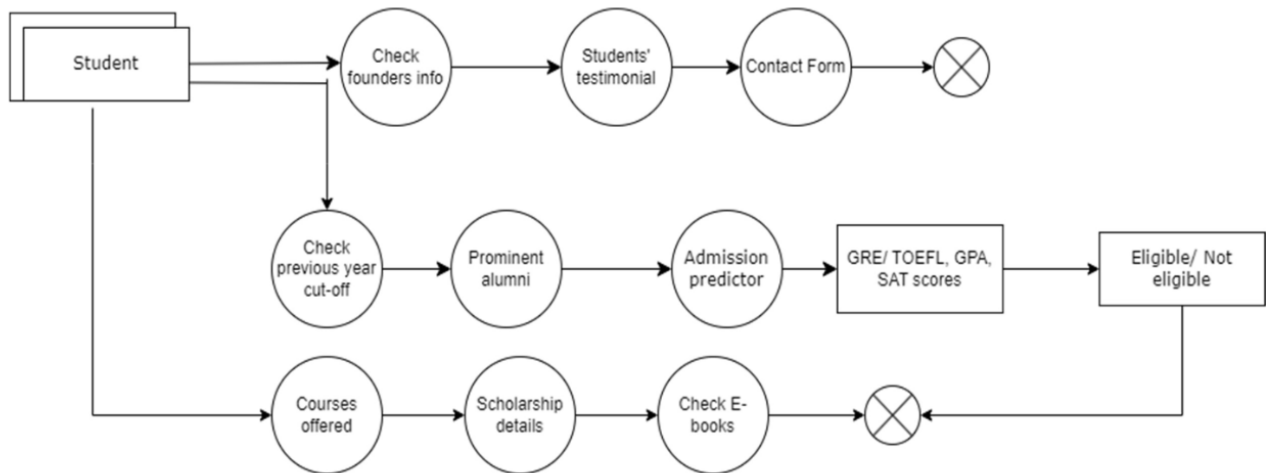 Student
Check
founders info
Students'
testimonial
Contact Form
Check
previous year
cut-off
Prominent
alumni
Admission
predictor
GRE/ TOEFL, GPA,
SAT scores
Eligible/ Not
eligible
Courses
offered
Scholarship
details
Check E-
books